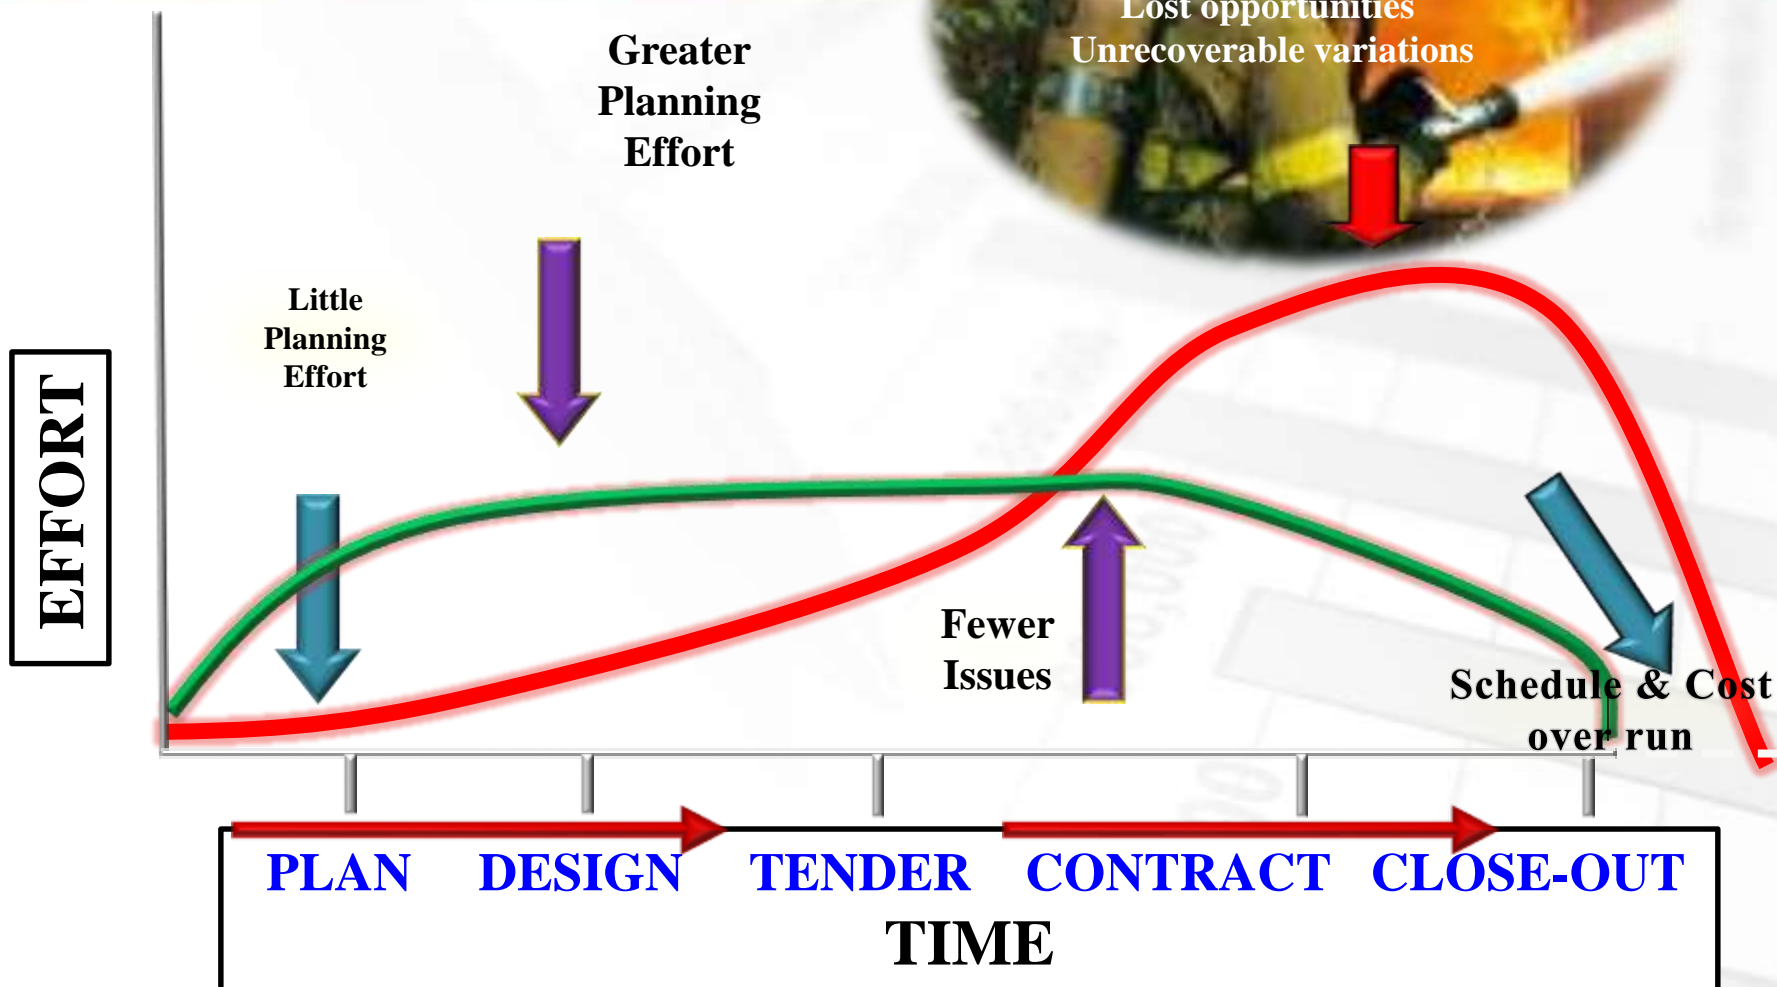 Lost opportunities
Unrecoverable variations
Greater
Planning
Effort
Little
Planning
Effort
EFFORT
Fewer
Issues
Schedule & Cost
over run
PLAN DESIGN TENDER CONTRACT CLOSE-OUT
TIME